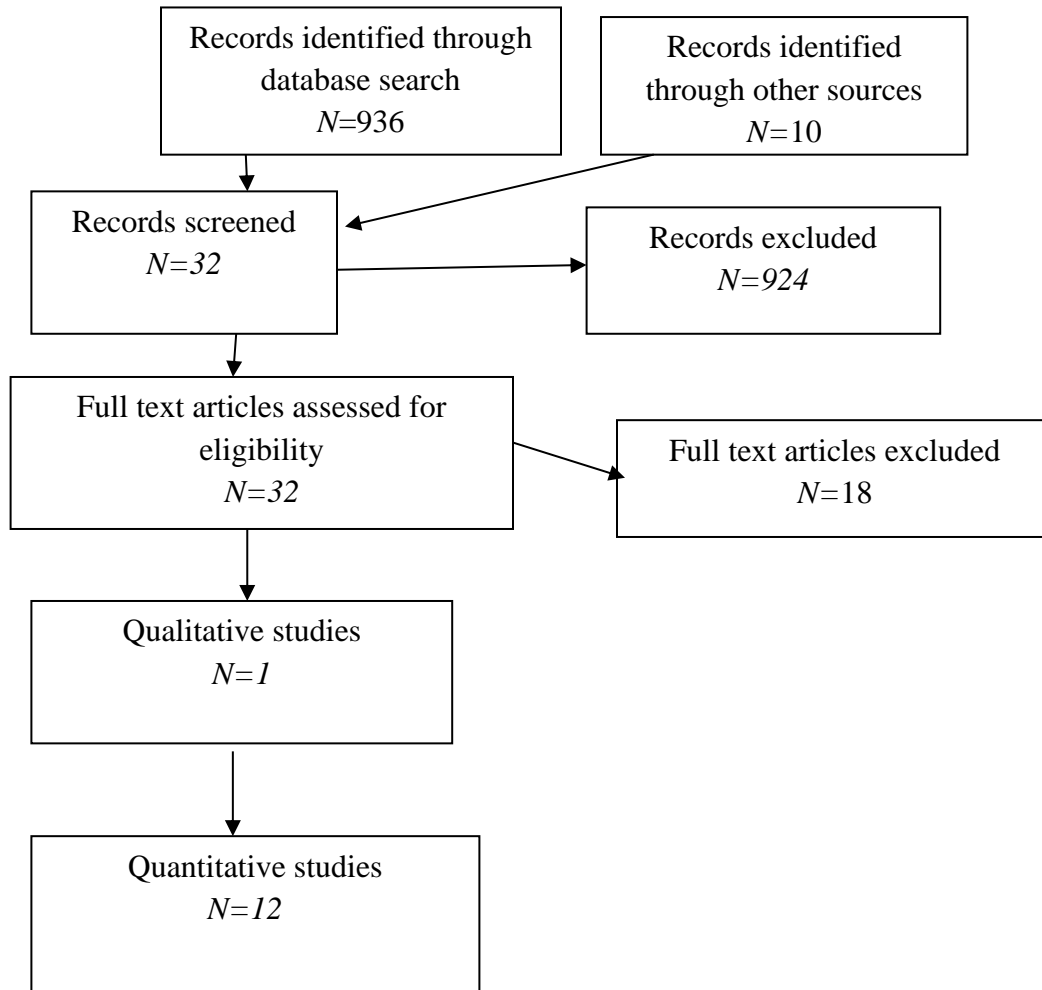 Records identified through
database search
N=936
Records identified
through other sources
N=10
Records screened
N=32
Records excluded
N=924
Full text articles assessed for
eligibility
N=32
Full text articles excluded
N=18
Qualitative studies
N=1
Quantitative studies
N=12